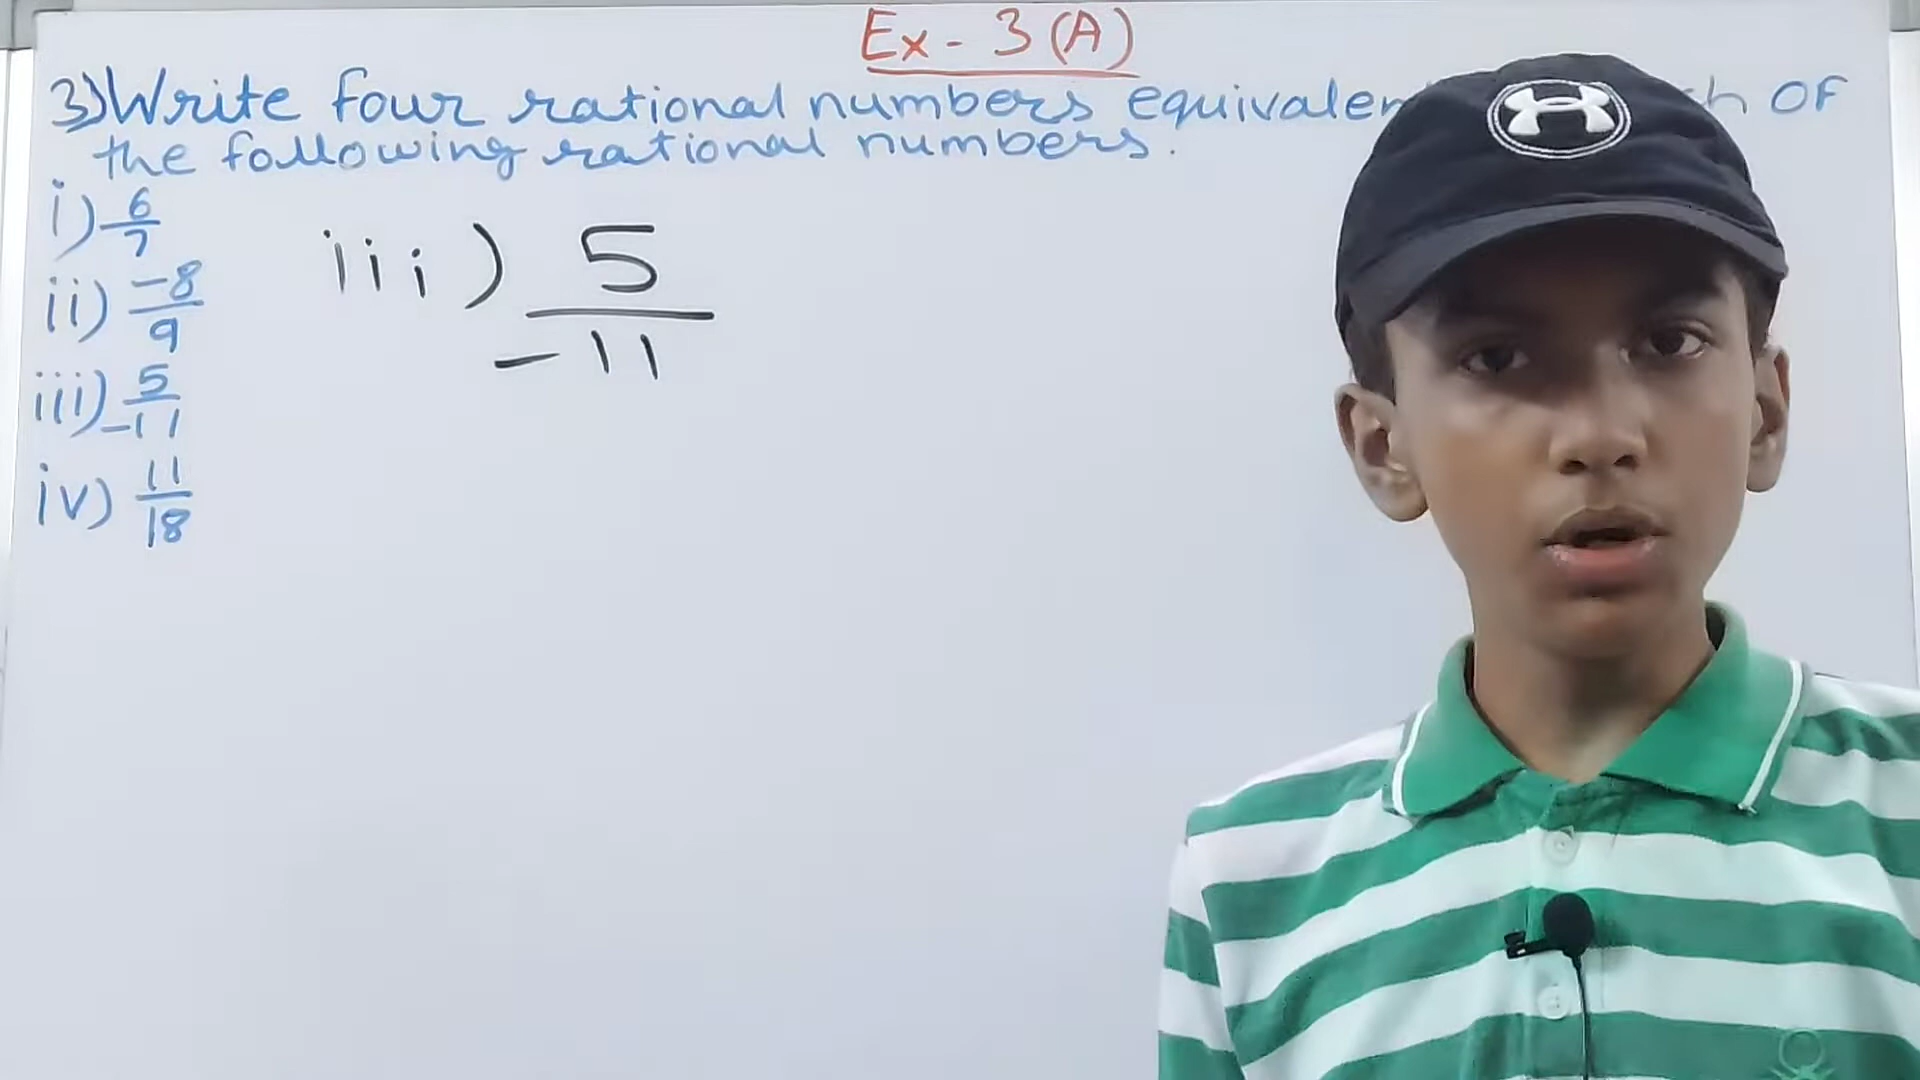 Ex - 3 (A)
3) Write four rational numbers of
the following rational numbers.
i) 6/7
ii) -8/9
iii) 5/-11
iv) 11/18
iii) 5/-11